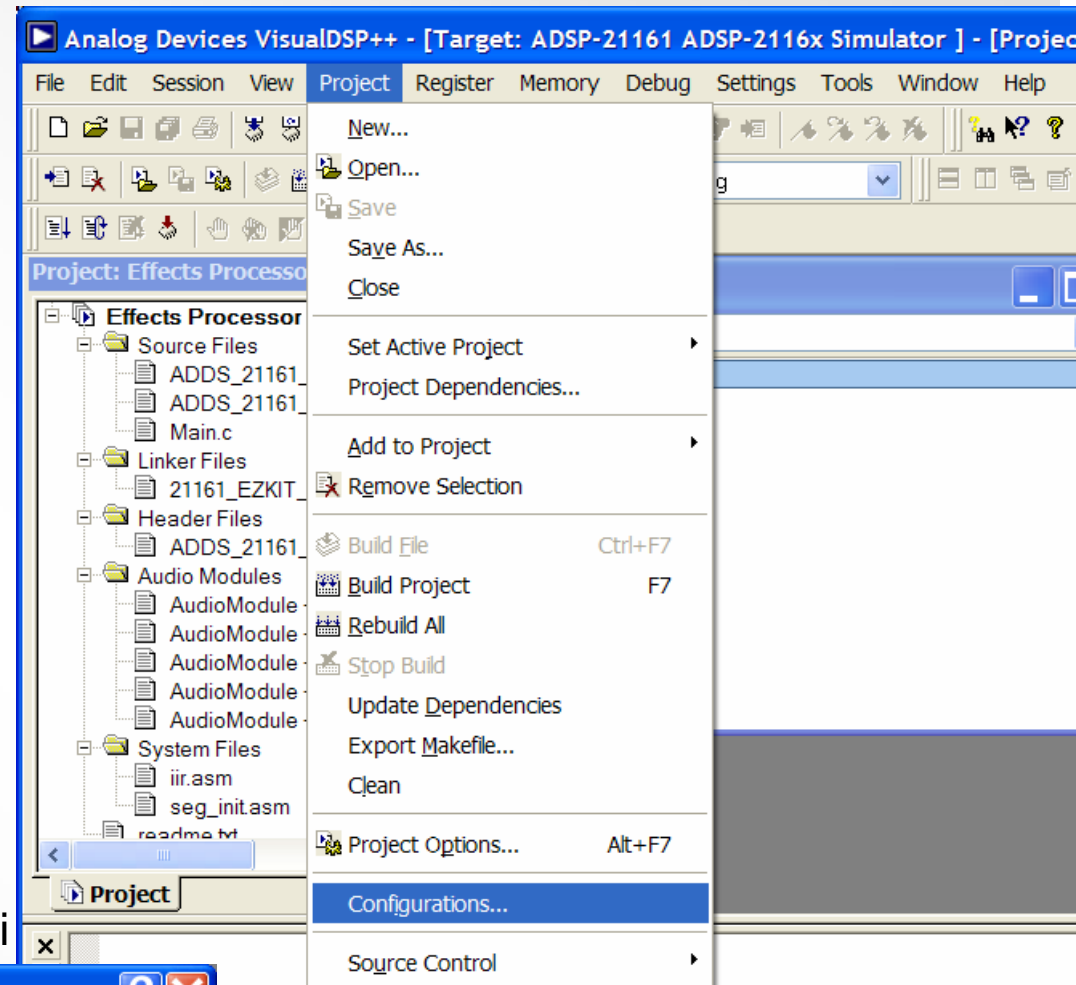 Analog Devices VisualDSP++ - [Target: ADSP-21161 ADSP-2116x Simulator ] - [Projec
File Edit Session View Project Register Memory Debug Settings Tools Window Help
g
Project: Effects Processo
Effects Processor
Source Files
ADDS_21161_
ADDS_21161_
Main.c
Linker Files
21161_EZKIT_
Header Files
ADDS_21161_
Audio Modules
AudioModule -
AudioModule -
AudioModule -
AudioModule -
AudioModule -
System Files
iir.asm
seg_init.asm
readme.txt
Project
New...
Open...
Save
Save As...
Close
Set Active Project
Project Dependencies...
Add to Project
Remove Selection
Build File Ctrl+F7
Build Project F7
Rebuild All
Stop Build
Update Dependencies
Export Makefile...
Clean
Project Options... Alt+F7
Configurations...
Source Control
i